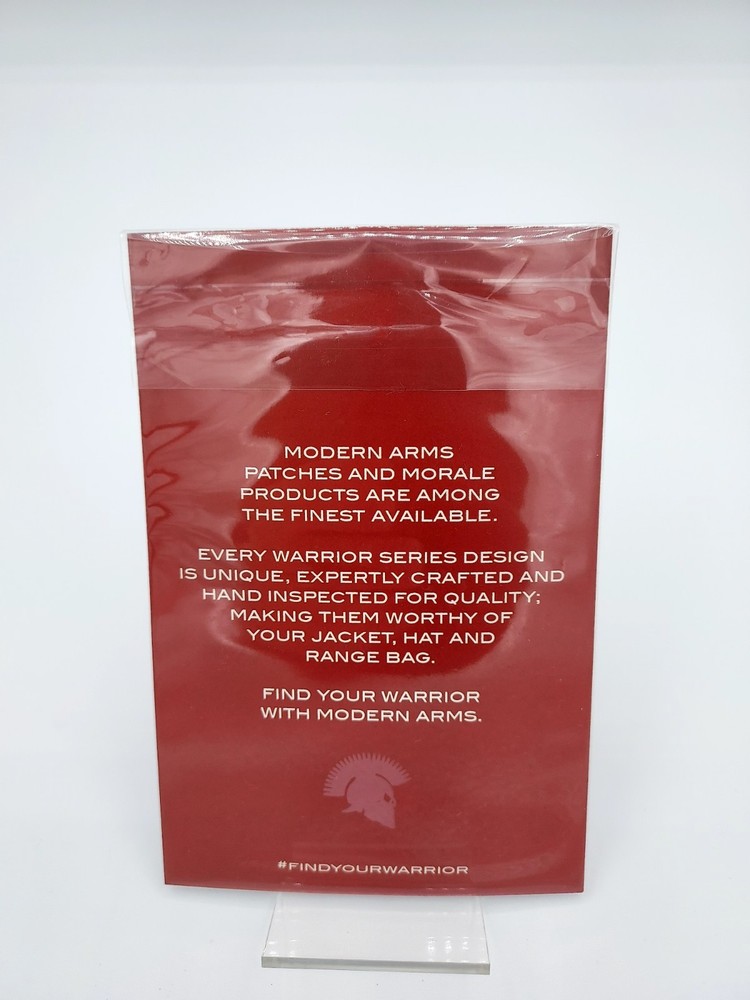 MODERN ARMS
PATCHES AND MORALE
PRODUCTS ARE AMONG
THE FINEST AVAILABLE.
EVERY WARRIOR SERIES DESIGN
IS UNIQUE, EXPERTLY CRAFTED AND
HAND INSPECTED FOR QUALITY;
MAKING THEM WORTHY OF
YOUR JACKET, HAT AND
RANGE BAG.
FIND YOUR WARRIOR
WITH MODERN ARMS.
#FINDYOURWARRIOR